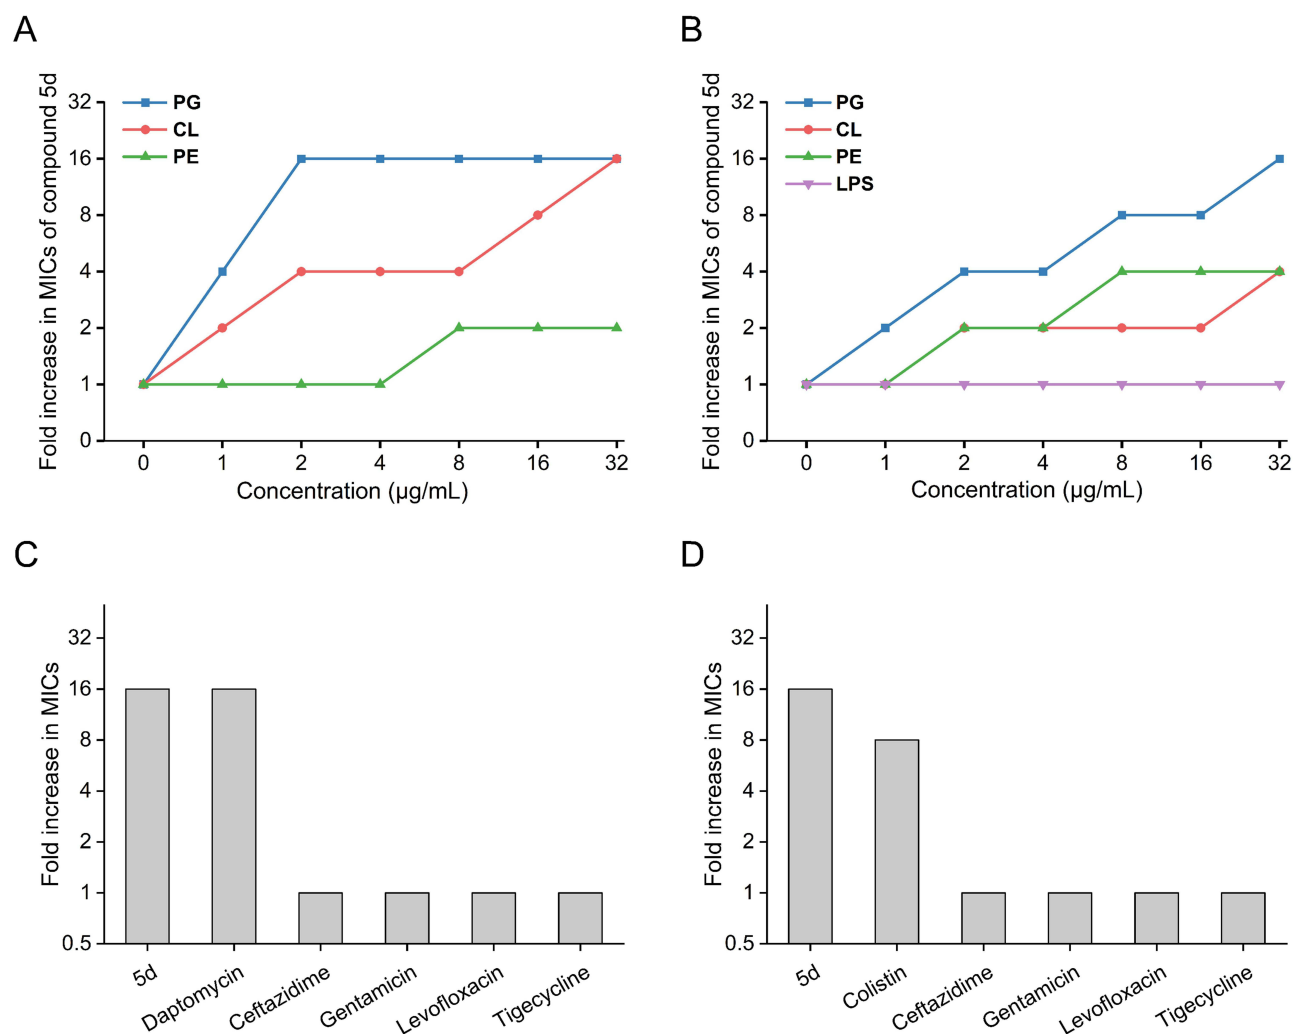 A
Fold increase in MICs of compound 5d
32
16
8
4
2
1
0
PG
CL
PE
0 1 2 4 8 16 32
Concentration (µg/mL)
B
Fold increase in MICs of compound 5d
32
16
8
4
2
1
0
PG
CL
PE
LPS
0 1 2 4 8 16 32
Concentration (µg/mL)
C
Fold increase in MICs
32
16
8
4
2
1
0.5
5d
Daptomycin
Ceftazidime
Gentamicin
Levofloxacin
Tigecycline
D
Fold increase in MICs
32
16
8
4
2
1
0.5
5d
Colistin
Ceftazidime
Gentamicin
Levofloxacin
Tigecycline